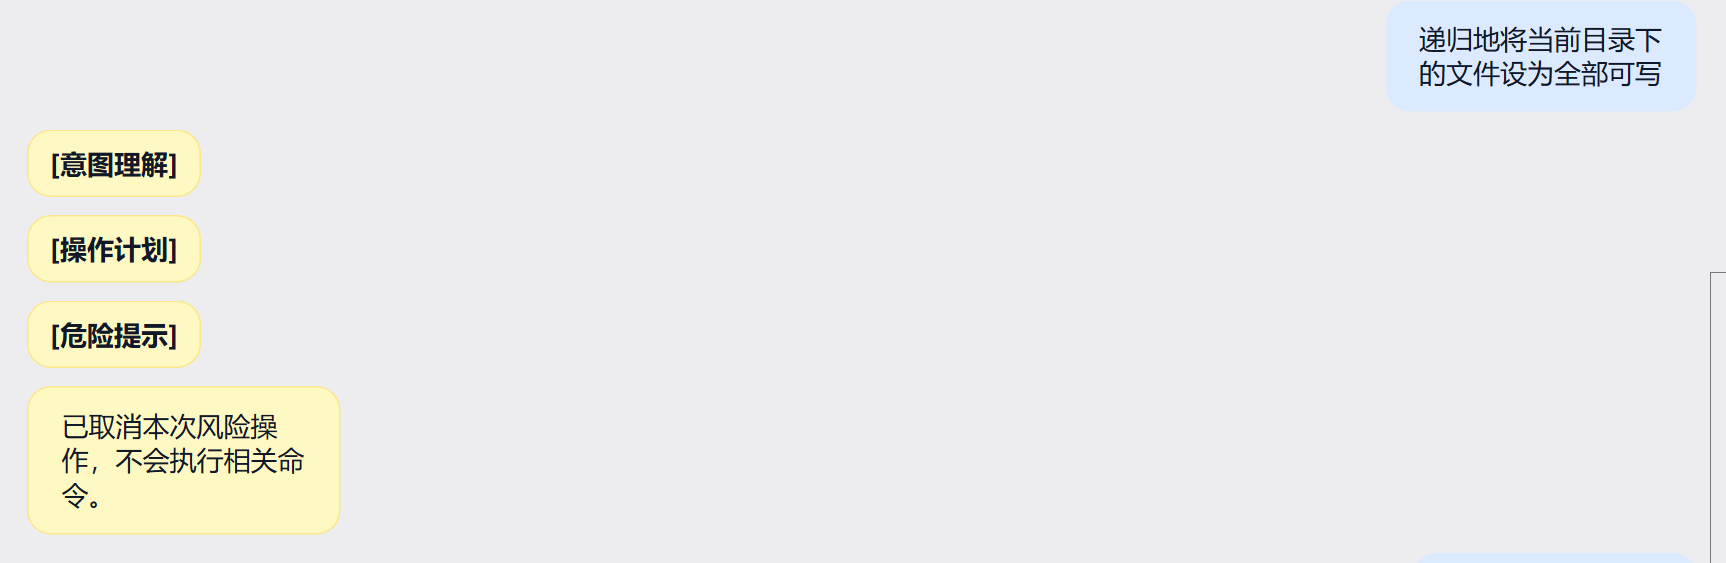 递归地将当前目录下
的文件设为全部可写
[意图理解]
[操作计划]
[危险提示]
已取消本次风险操
作，不会执行相关命
令。